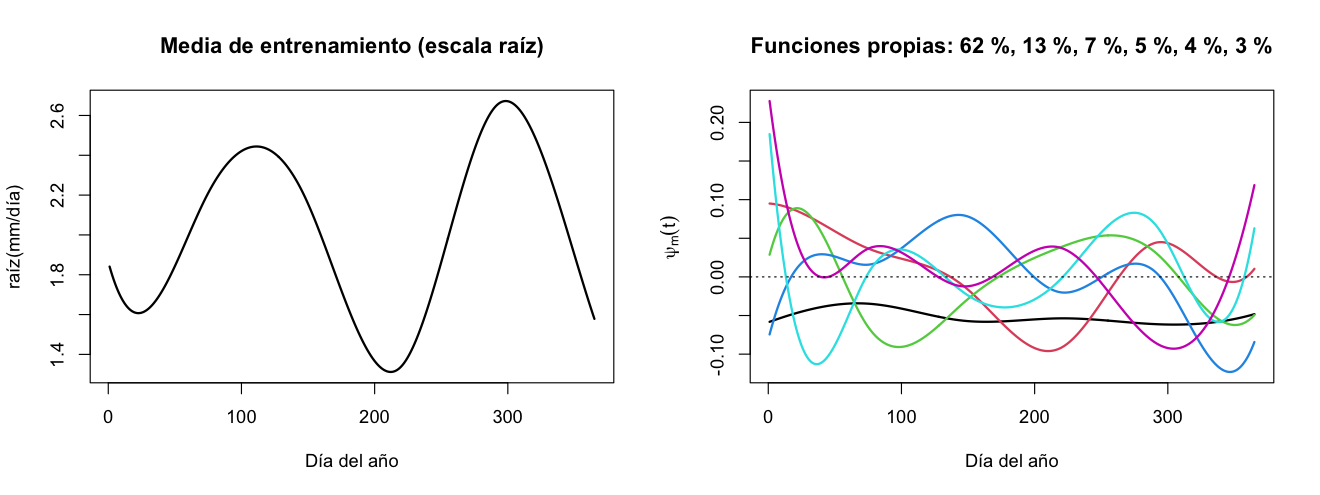 Media de entrenamiento (escala raíz)
raíz(mm/día)
2.6
2.2
1.8
1.4
0
100
200
300
Día del año
Funciones propias: 62 %, 13 %, 7 %, 5 %, 4 %, 3 %
ψm(t)
0.20
0.10
0.00
-0.10
0
100
200
300
Día del año